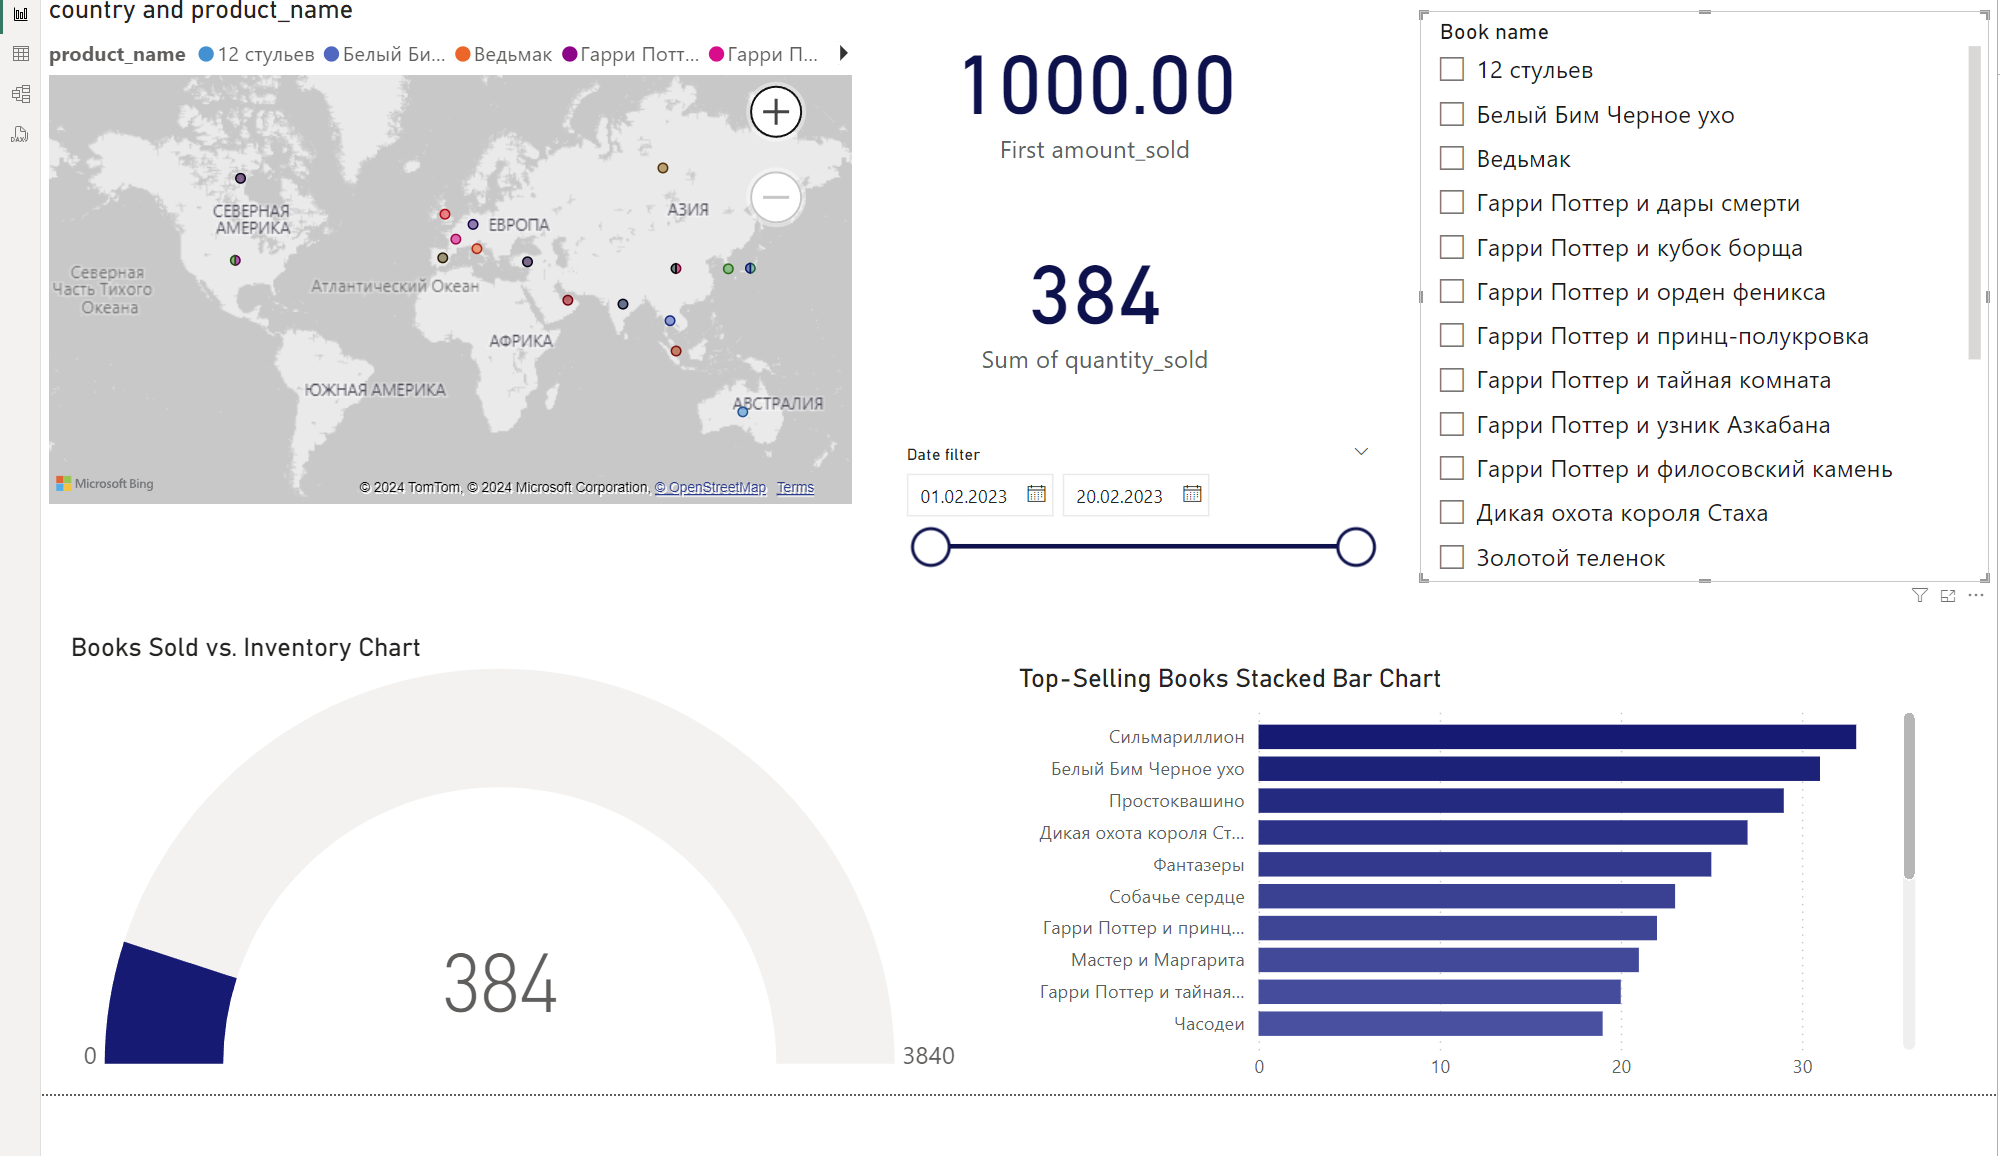 country and product_name
product_name 12 стульев Белый Би... Ведьмак Гарри Потт... Гарри П...
СЕВЕРНАЯ
АМЕРИКА
ЕВРОПА
АЗИЯ
Северная
Часть Тихого
Океана
Атлантический Океан
АФРИКА
ЮЖНАЯ АМЕРИКА
АВСТРАЛИЯ
Microsoft Bing
© 2024 TomTom, © 2024 Microsoft Corporation, © OpenStreetMap Terms
1000.00
First amount_sold
384
Sum of quantity_sold
Date filter
01.02.2023 20.02.2023
Book name
12 стульев
Белый Бим Черное ухо
Ведьмак
Гарри Поттер и дары смерти
Гарри Поттер и кубок борща
Гарри Поттер и орден феникса
Гарри Поттер и принц-полукровка
Гарри Поттер и тайная комната
Гарри Поттер и узник Азкабана
Гарри Поттер и филосовский камень
Дикая охота короля Стаха
Золотой теленок
Books Sold vs. Inventory Chart
384
0
3840
Top-Selling Books Stacked Bar Chart
Сильмариллион
Белый Бим Черное ухо
Простоквашино
Дикая охота короля Ст...
Фантазеры
Собачье сердце
Гарри Поттер и принц...
Мастер и Маргарита
Гарри Поттер и тайная...
Часодеи
0 10 20 30
DAX